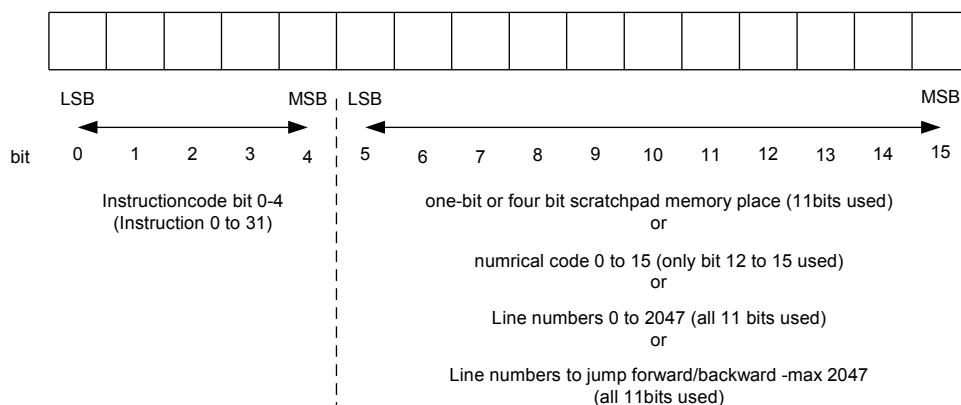 LSB MSB LSB MSB
bit 0 1 2 3 4 5 6 7 8 9 10 11 12 13 14 15
Instructioncode bit 0-4
(Instruction 0 to 31)
one-bit or four bit scratchpad memory place (11bits used)
or
numrical code 0 to 15 (only bit 12 to 15 used)
or
Line numbers 0 to 2047 (all 11 bits used)
or
Line numbers to jump forward/backward -max 2047
(all 11bits used)